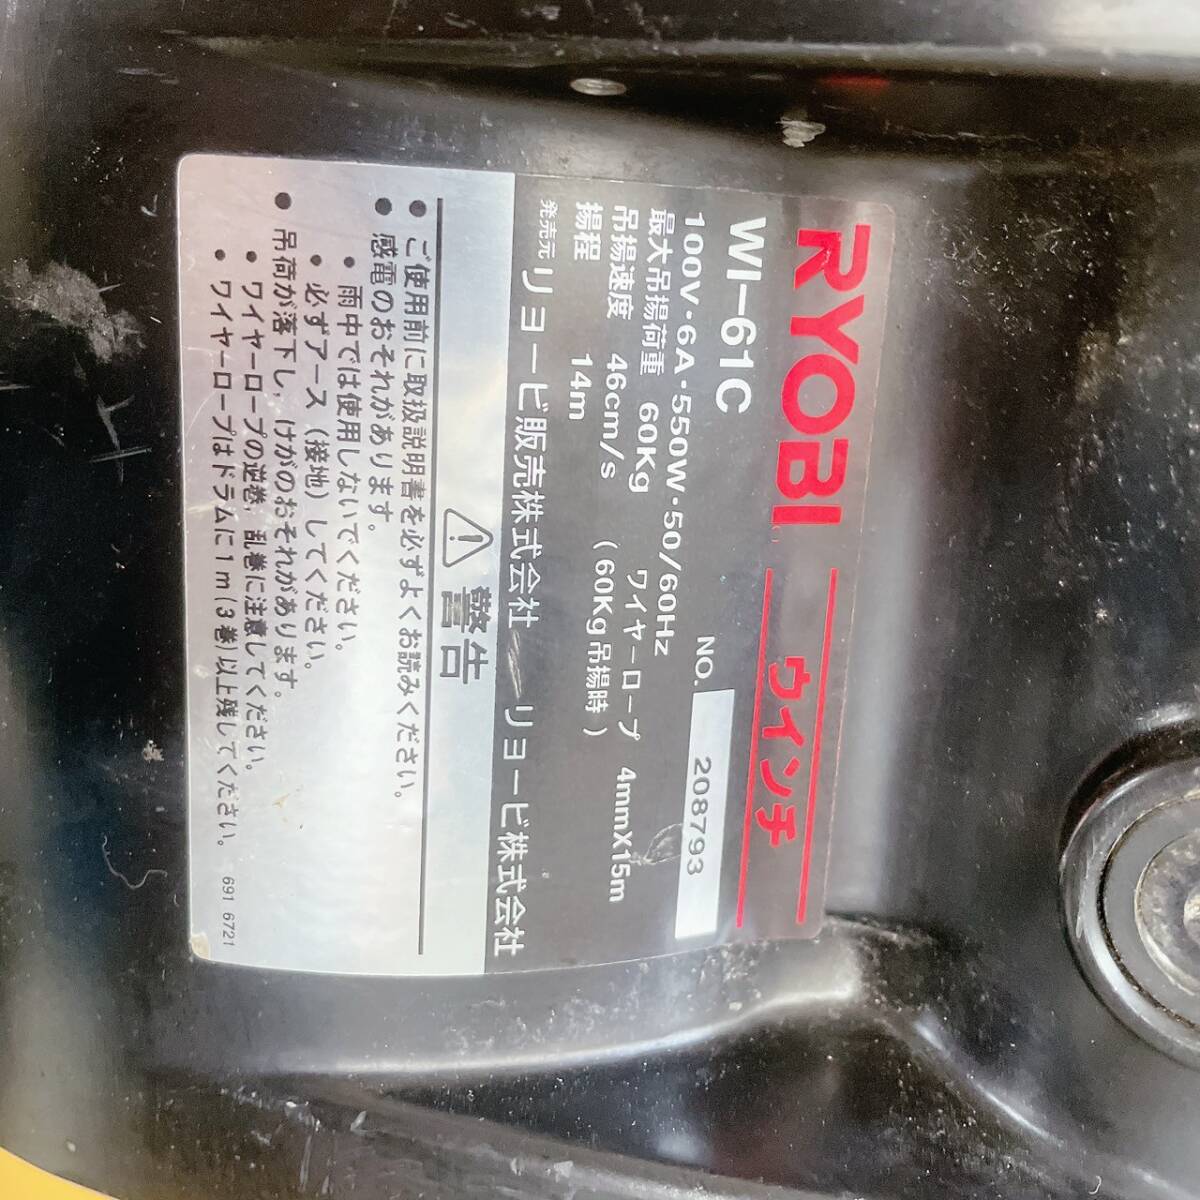 RYOBI ウインチ
WI-61C NO. 208793
100V・6A・550W・50/60Hz
最大吊揚荷重 60Kg ワイヤーロープ 4mmX15m
吊揚速度 46cm/s (60Kg吊揚時)
揚程 14m
発売元 リョービ販売株式会社 リョービ株式会社
警告
● ご使用前に取扱説明書を必ずよくお読みください。
● 感電のおそれがあります。
● 雨中では使用しないでください。
● 必ずアース(接地)してください。
● 吊荷が落下し,けがのおそれがあります。
● ワイヤーロープの逆巻,乱巻に注意してください。
● ワイヤーロープはドラムに1m(3巻)以上残してください。
691 6721